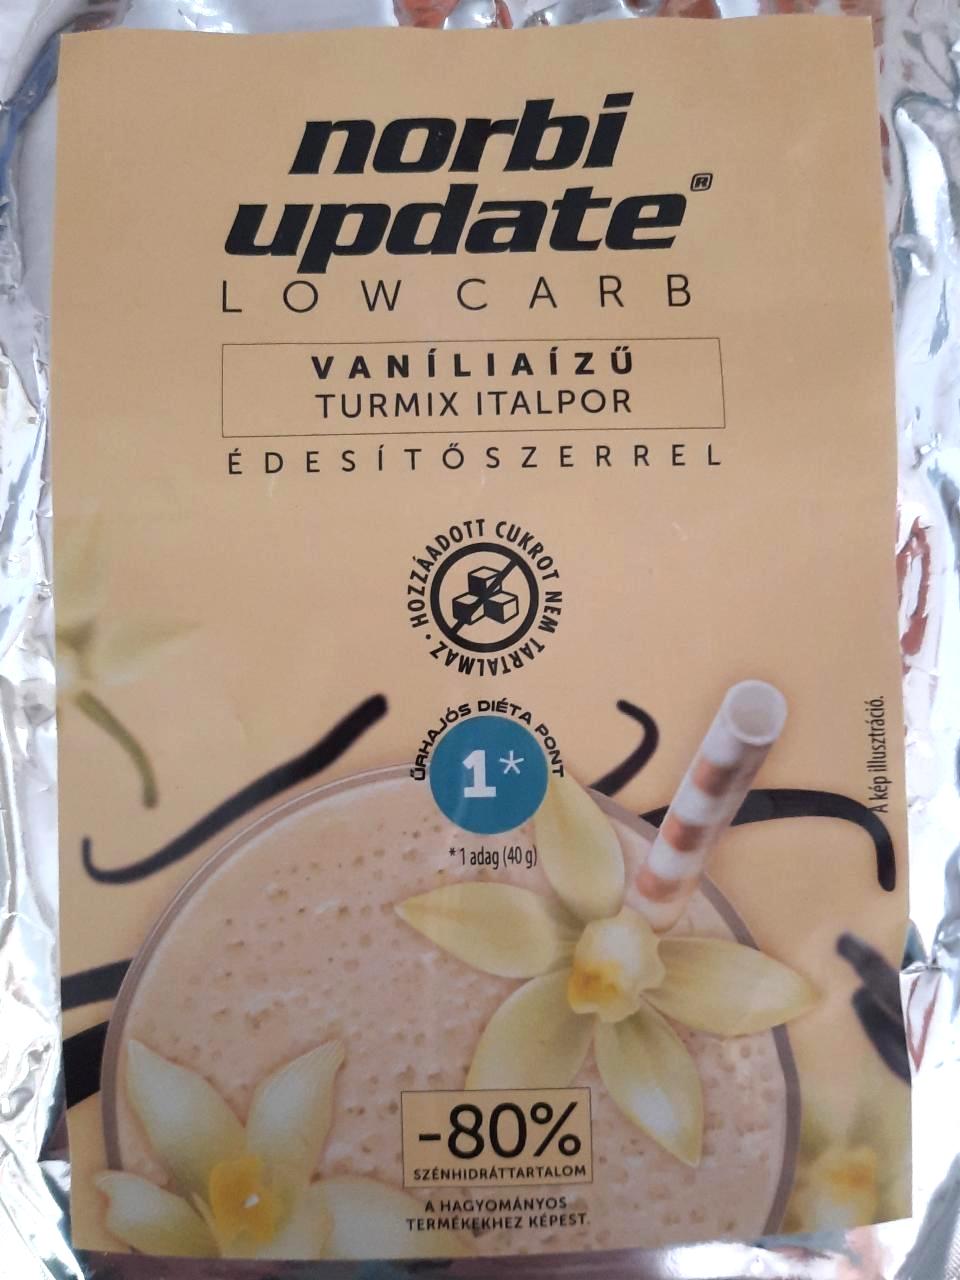 norbi
update®
LOW CARB
VANÍLIAÍZŰ
TURMIX ITALPOR
ÉDESÍTŐSZERREL
HOZZÁADOTT CUKROT NEM TARTALMAZ •
ŰRHAJÓS DIÉTA PONT
1*
*1 adag (40 g)
A kép illusztráció.
-80%
SZÉNHIDRÁTTARTALOM
A HAGYOMÁNYOS
TERMÉKEKHEZ KÉPEST.